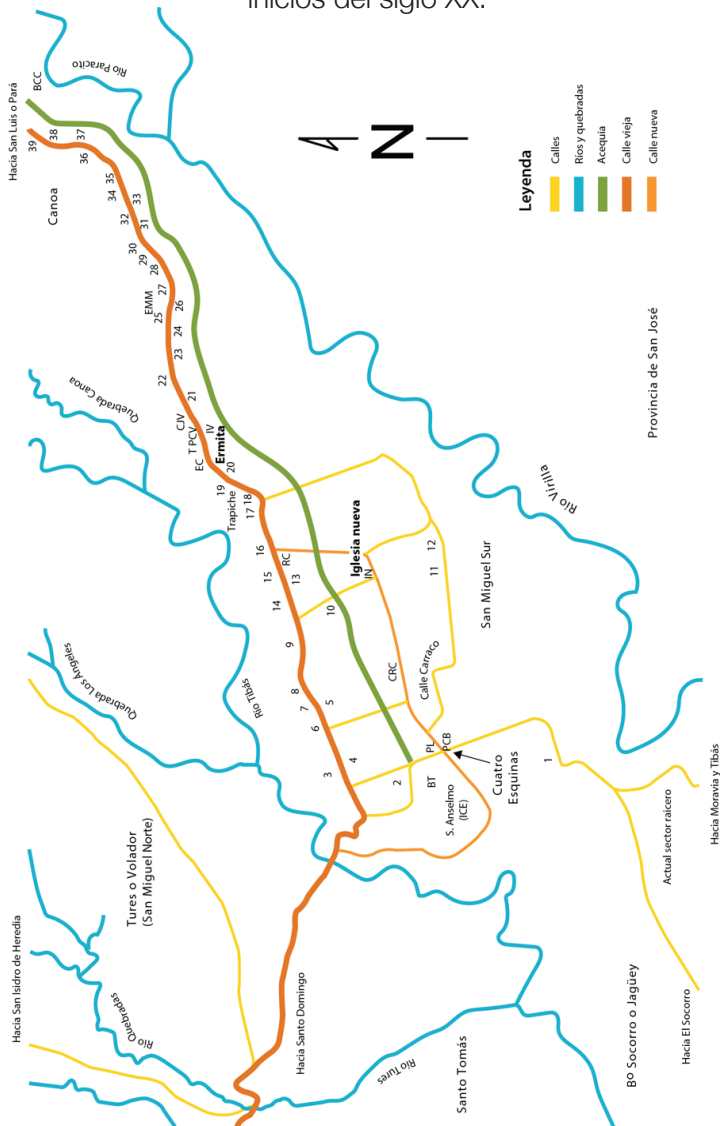 inicios del siglo XX.
Hacia San Luis o Pará
BCC
Río Paracito
39
38
37
36
35
34
33
32
31
30
29
28
27
EMM
26
25
24
23
22
21
Canoa
Quebrada Canoa
CJV
T PCV
IV
EC
Ermita
20
19
Trapiche
18
17
16
RC
15
13
14
Iglesia nueva
IN
12
11
10
9
8
7
6
5
4
3
2
CRC
Calle Carraco
San Miguel Sur
PL
PCB
BT
Cuatro
Esquinas
S. Anselmo
(ICE)
1
Quebrada Los Ángeles
Río Tibás
Tures o Volador
(San Miguel Norte)
Hacia San Isidro de Heredia
Río Quebradas
Hacia Santo Domingo
Río Tures
Santo Tomás
Bº Socorro o Jagüey
Hacia El Socorro
Actual sector raicero
Hacia Moravia y Tibás
Río Virilla
Provincia de San José
N
Leyenda
Calles
Ríos y quebradas
Acequia
Calle vieja
Calle nueva